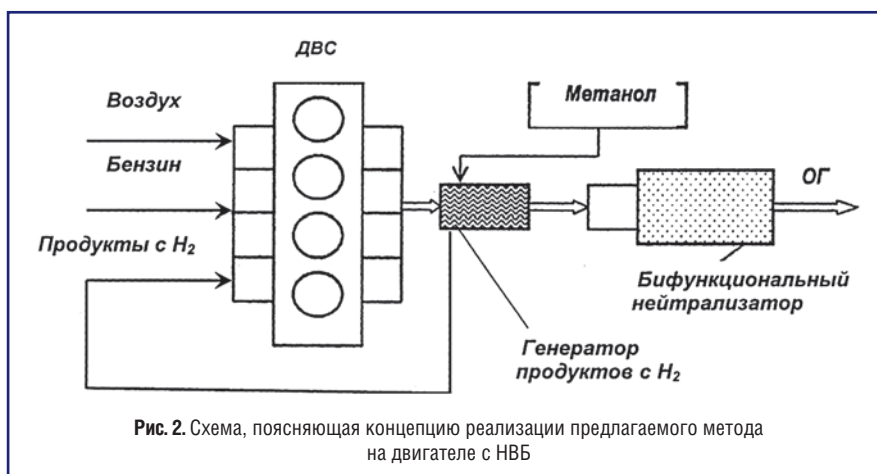 ДВС
Воздух
Метанол
Бензин
ОГ
Продукты с H₂
Бифункциональный
нейтрализатор
Генератор
продуктов с H₂
Рис. 2. Схема, поясняющая концепцию реализации предлагаемого метода
на двигателе с НВБ